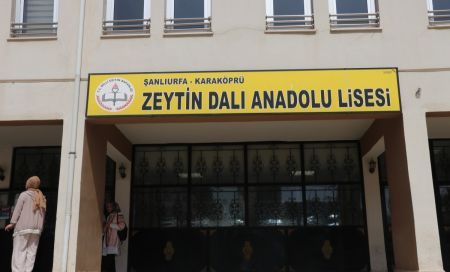 ŞANLIURFA - KARAKÖPRÜ
ZEYTİN DALI ANADOLU LİSESİ